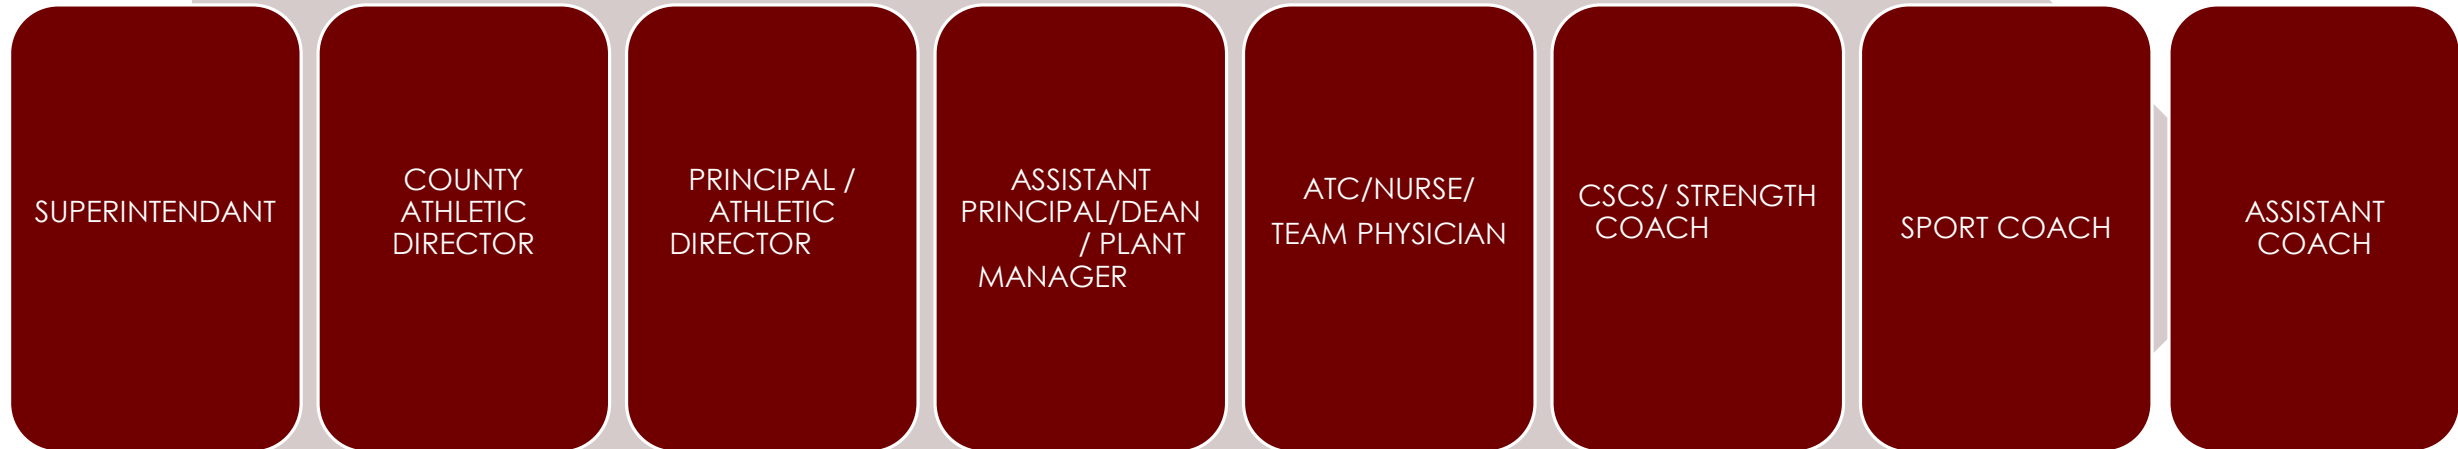 SUPERINTENDANT
COUNTY
ATHLETIC
DIRECTOR
PRINCIPAL /
ATHLETIC
DIRECTOR
ASSISTANT
PRINCIPAL/DEAN
/ PLANT
MANAGER
ATC/NURSE/
TEAM PHYSICIAN
CSCS/ STRENGTH
COACH
SPORT COACH
ASSISTANT
COACH